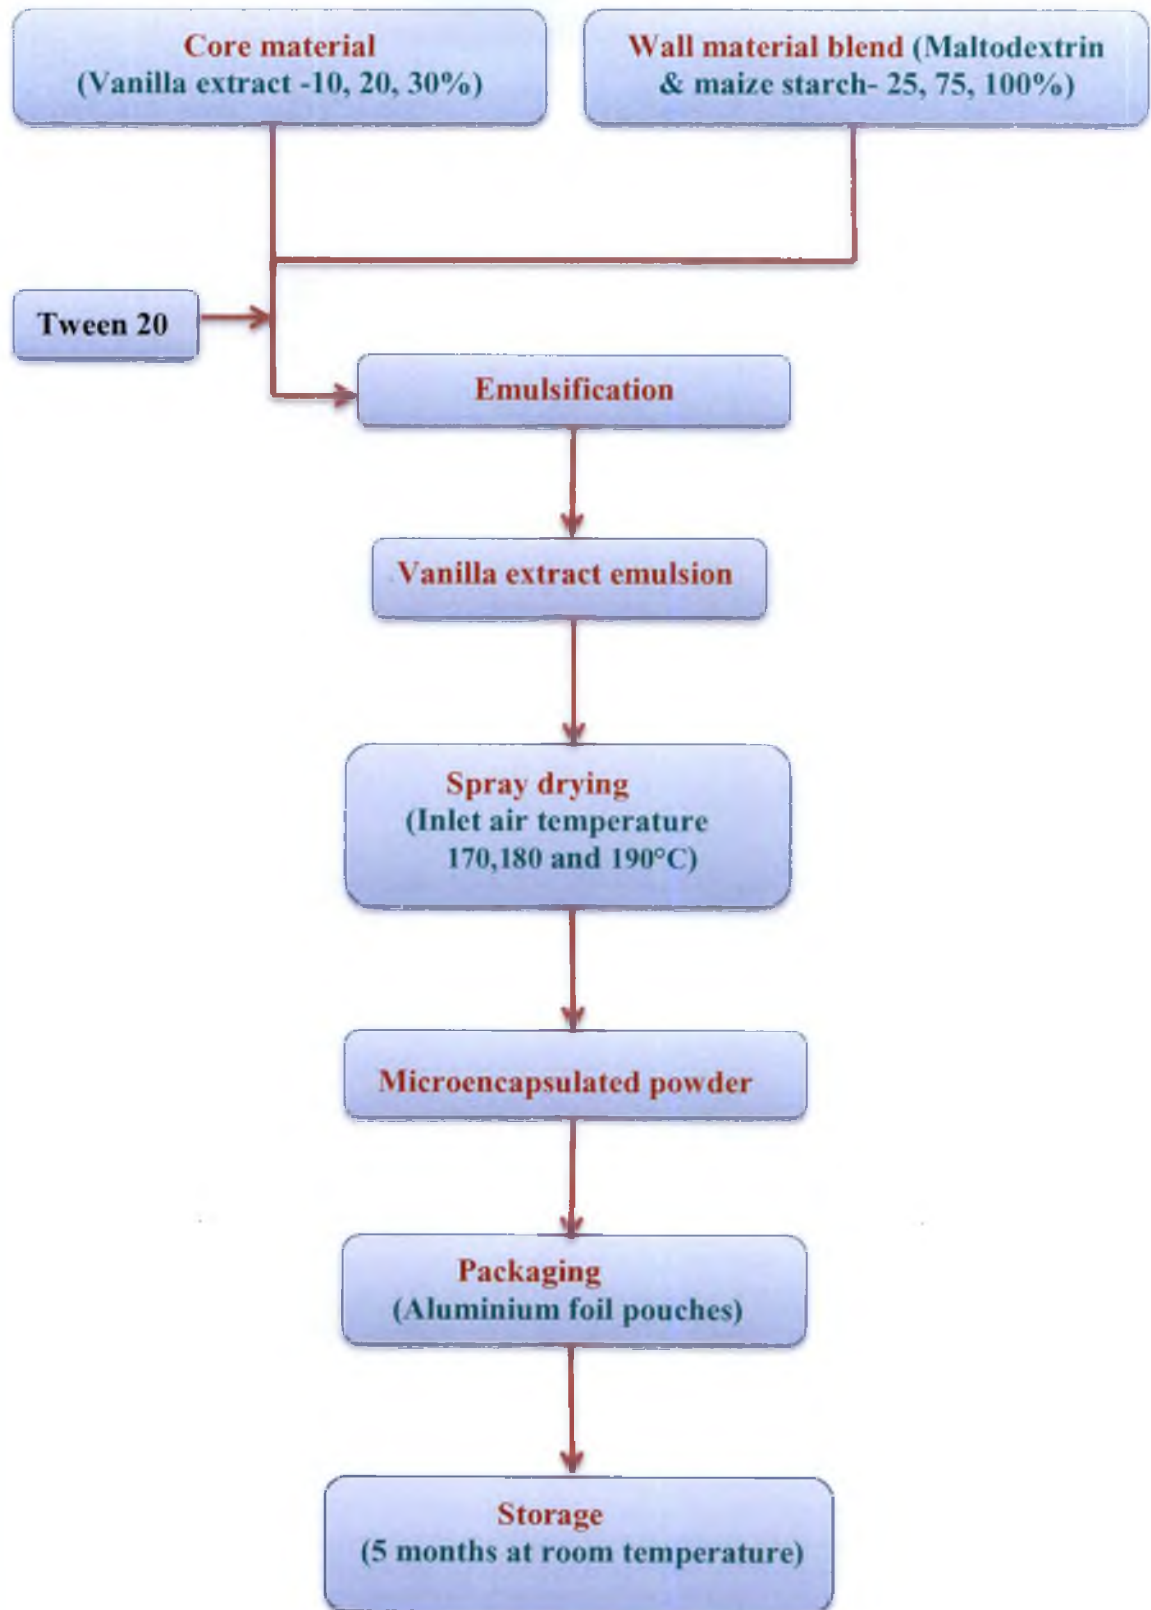 Core material
(Vanilla extract -10, 20, 30%)
Wall material blend (Maltodextrin
& maize starch- 25, 75, 100%)
Tween 20
Emulsification
Vanilla extract emulsion
Spray drying
(Inlet air temperature
170,180 and 190°C)
Microencapsulated powder
Packaging
(Aluminium foil pouches)
Storage
(5 months at room temperature)